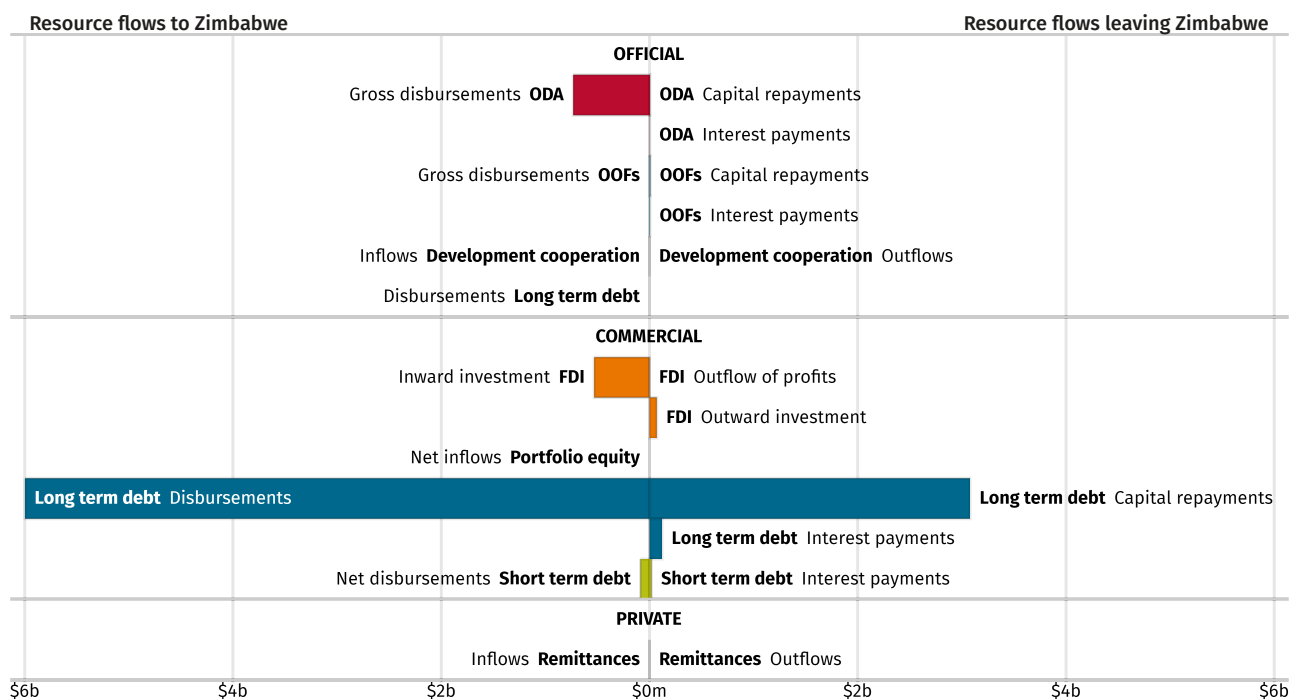 Resource flows to Zimbabwe Resource flows leaving Zimbabwe
OFFICIAL
Gross disbursements ODA ODA Capital repayments
ODA Interest payments
Gross disbursements OOFs OOFs Capital repayments
OOFs Interest payments
Inflows Development cooperation Development cooperation Outflows
Disbursements Long term debt
COMMERCIAL
Inward investment FDI FDI Outflow of profits
FDI Outward investment
Net inflows Portfolio equity
Long term debt Disbursements Long term debt Capital repayments
Long term debt Interest payments
Net disbursements Short term debt Short term debt Interest payments
PRIVATE
Inflows Remittances Remittances Outflows
$6b $4b $2b $0m $2b $4b $6b